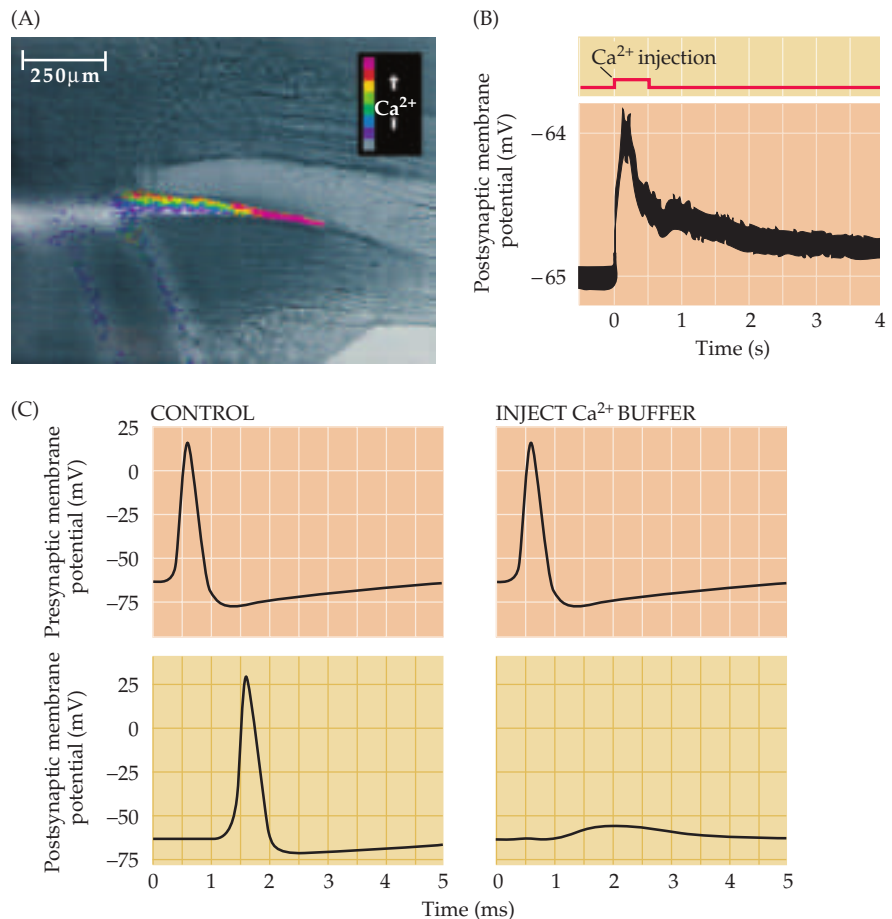 (A)
250μm
Ca²⁺
(B)
Ca²⁺ injection
Postsynaptic membrane
potential (mV)
−64
−65
0 1 2 3 4
Time (s)
(C)
CONTROL
INJECT Ca²⁺ BUFFER
Presynaptic membrane
potential (mV)
25
0
−25
−50
−75
Postsynaptic membrane
potential (mV)
25
0
−25
−50
−75
0 1 2 3 4 5
0 1 2 3 4 5
Time (ms)